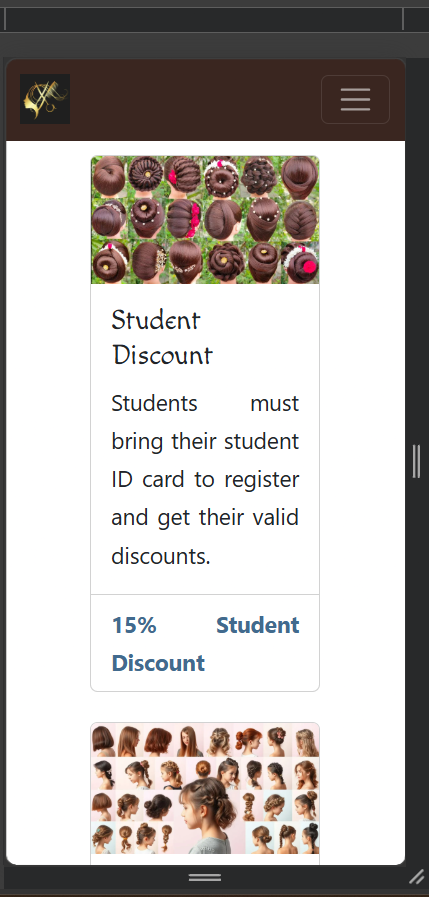 Student
Discount
Students must
bring their student
ID card to register
and get their valid
discounts.
15% Student
Discount